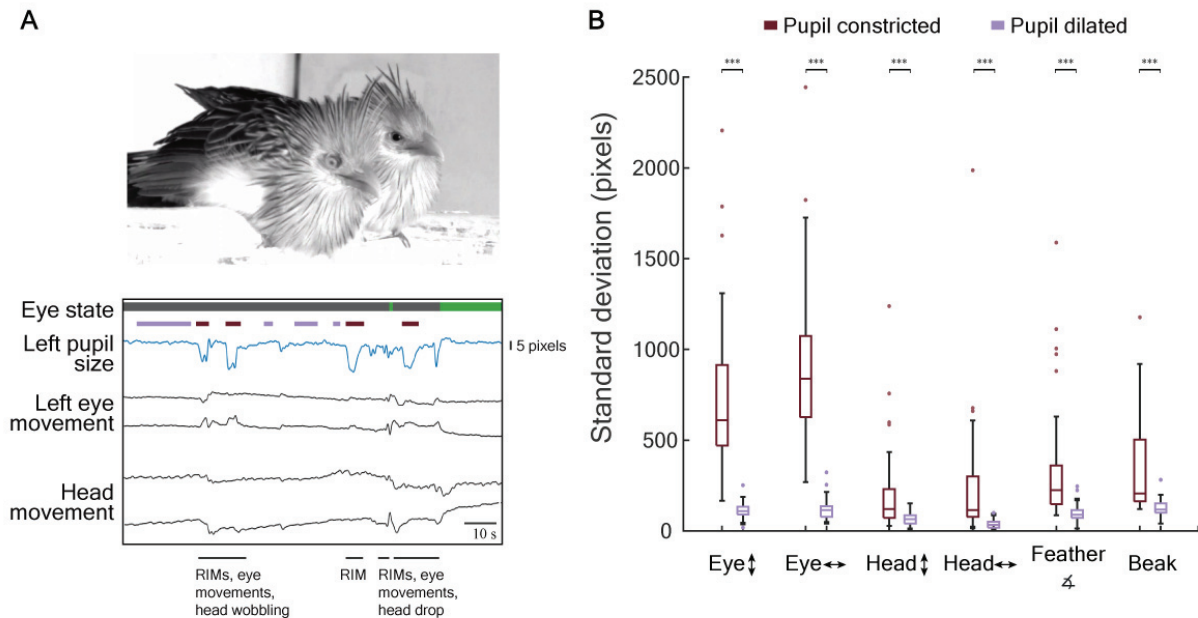 A
Eye state
Left pupil
size
5 pixels
Left eye
movement
Head
movement
10 s
RIMs, eye
movements,
head wobbling
RIM
RIMs, eye
movements,
head drop
B
Pupil constricted
Pupil dilated
*** *** *** *** *** ***
Standard deviation (pixels)
2500
2000
1500
1000
500
0
Eye↕
Eye↔
Head↕
Head↔
Feather
∡
Beak